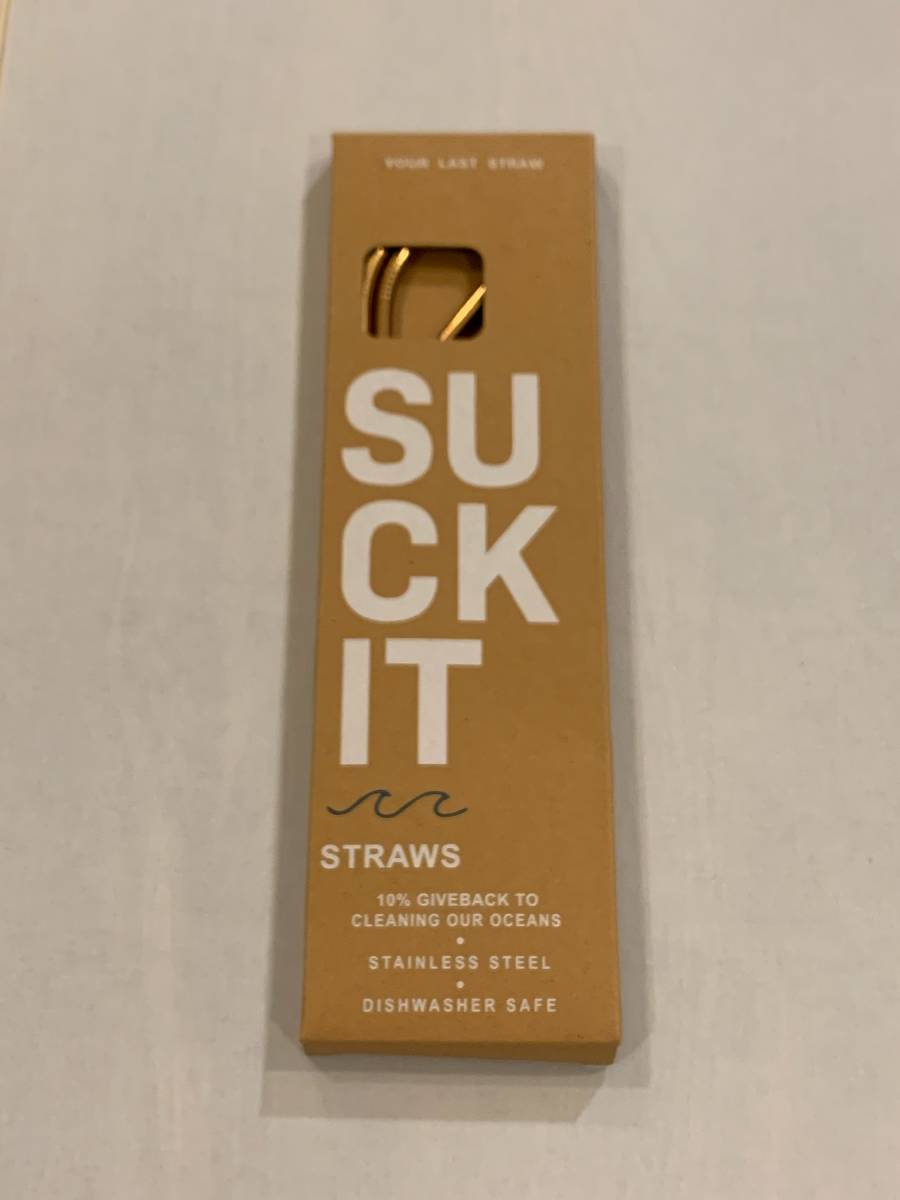 YOUR LAST STRAW
SU
CK
IT
STRAWS
10% GIVEBACK TO
CLEANING OUR OCEANS
•
STAINLESS STEEL
•
DISHWASHER SAFE